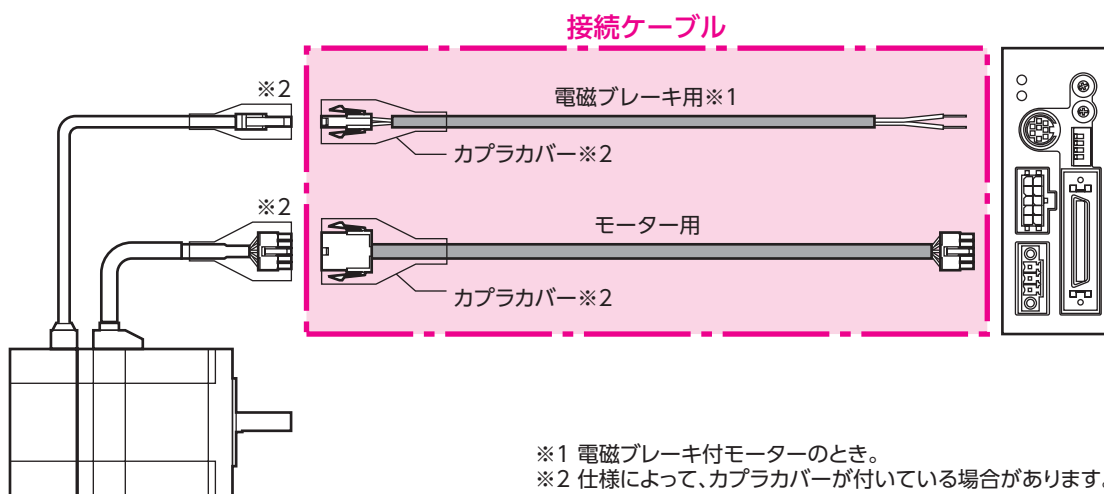 接続ケーブル
※2
電磁ブレーキ用※1
カプラカバー※2
※2
モーター用
カプラカバー※2
※1 電磁ブレーキ付モーターのとき。
※2 仕様によって、カプラカバーが付いている場合があります。